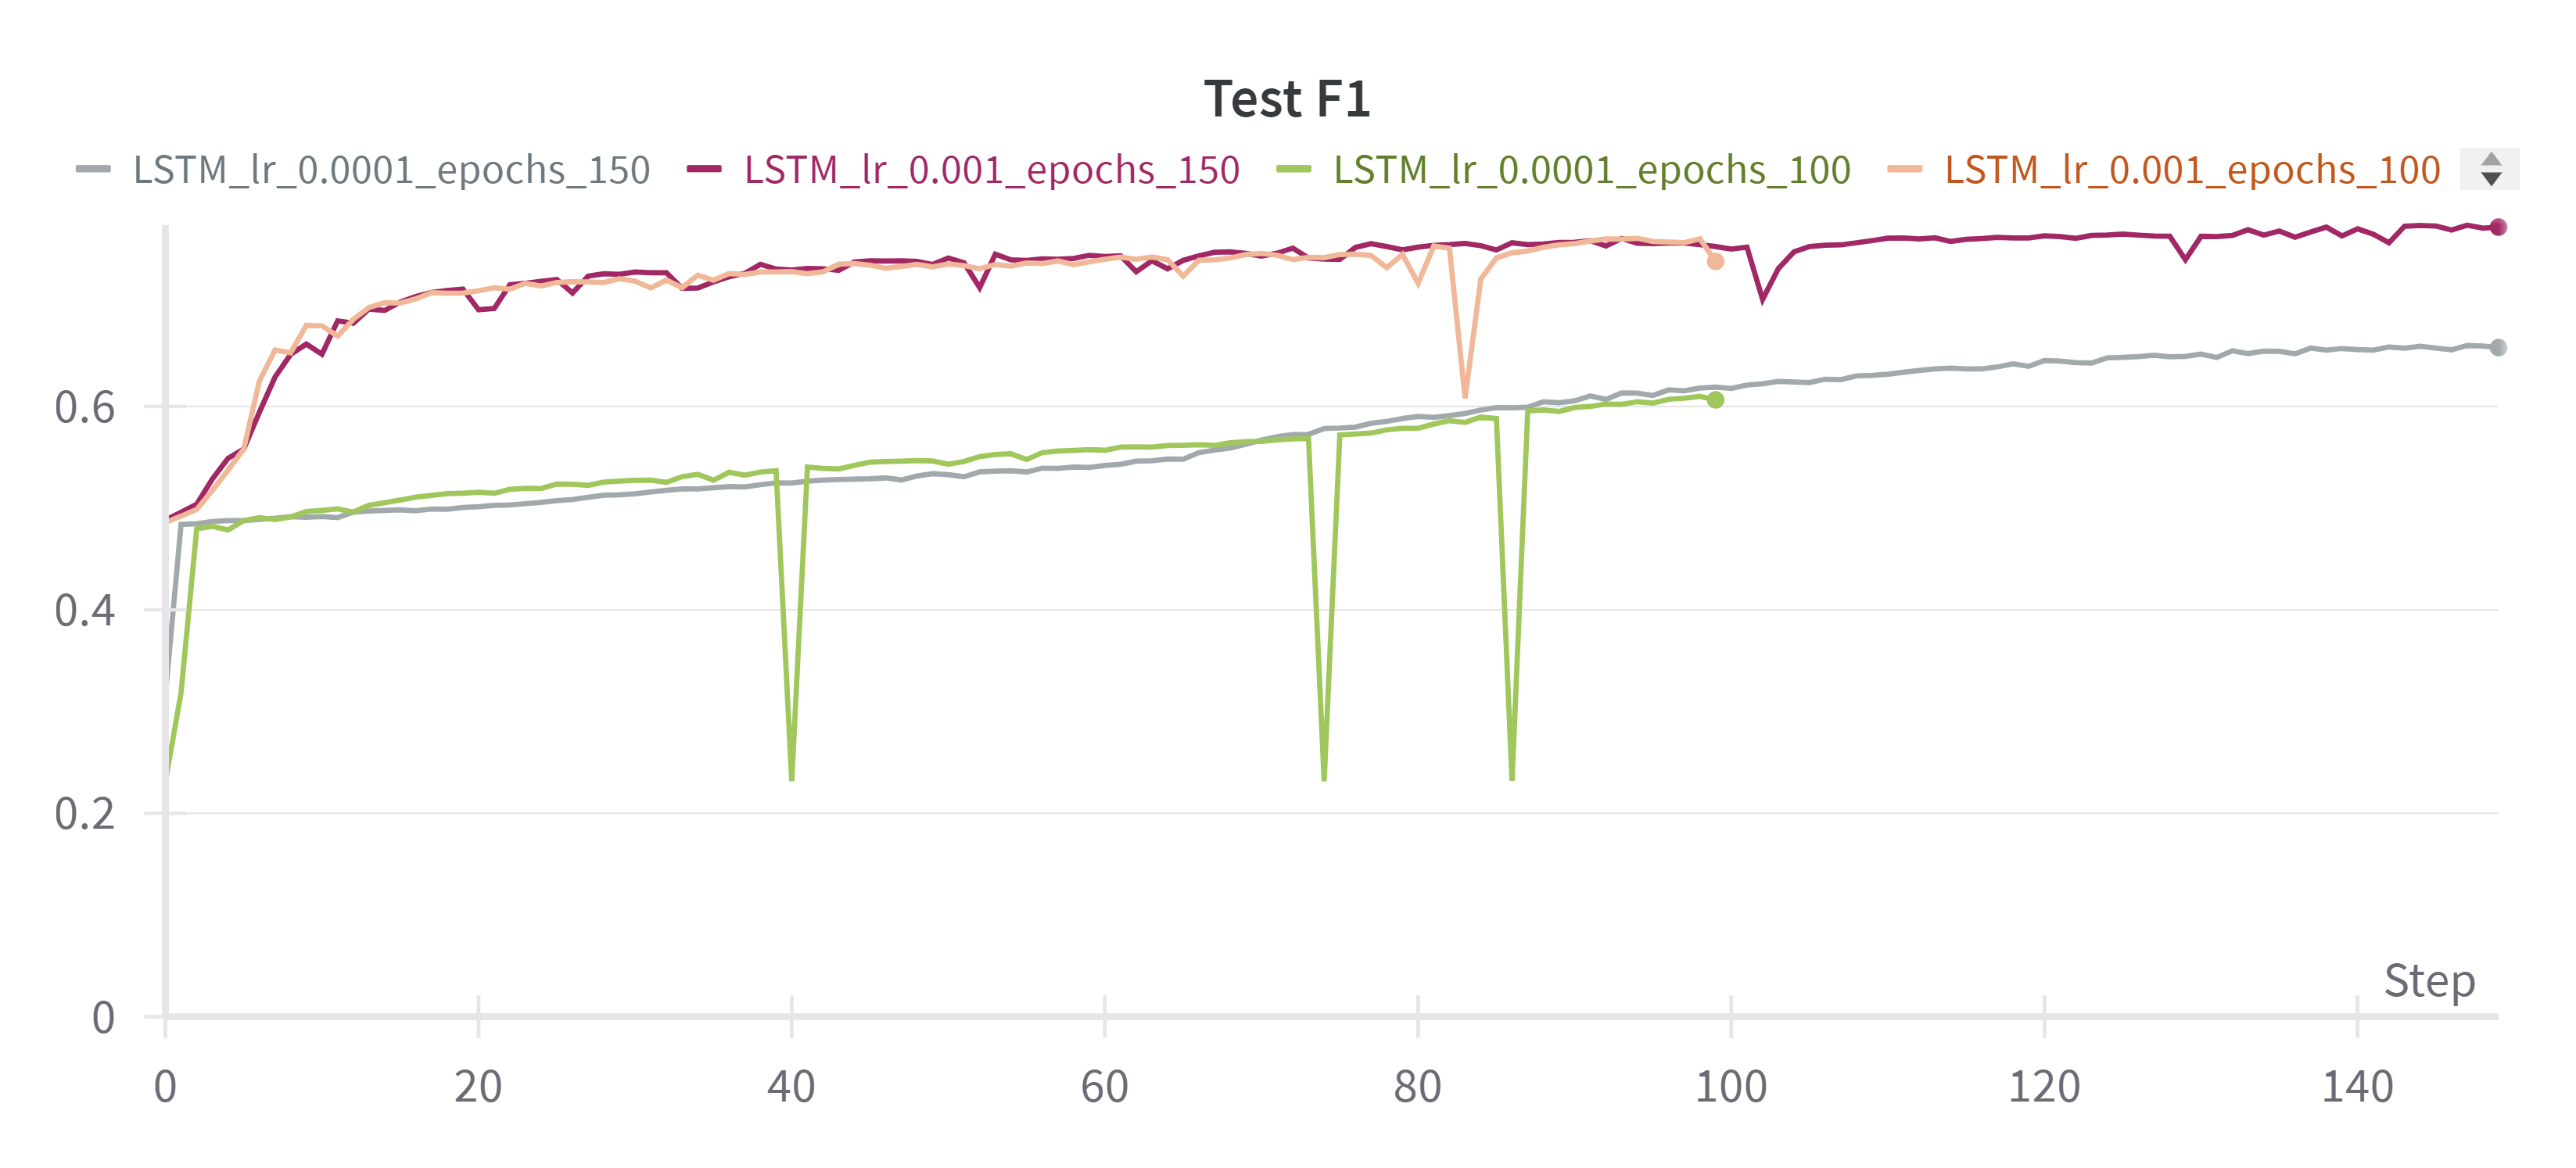 Test F1
LSTM_lr_0.0001_epochs_150 LSTM_lr_0.001_epochs_150 LSTM_lr_0.0001_epochs_100 LSTM_lr_0.001_epochs_100
0.6
0.4
0.2
Step
0
0 20 40 60 80 100 120 140